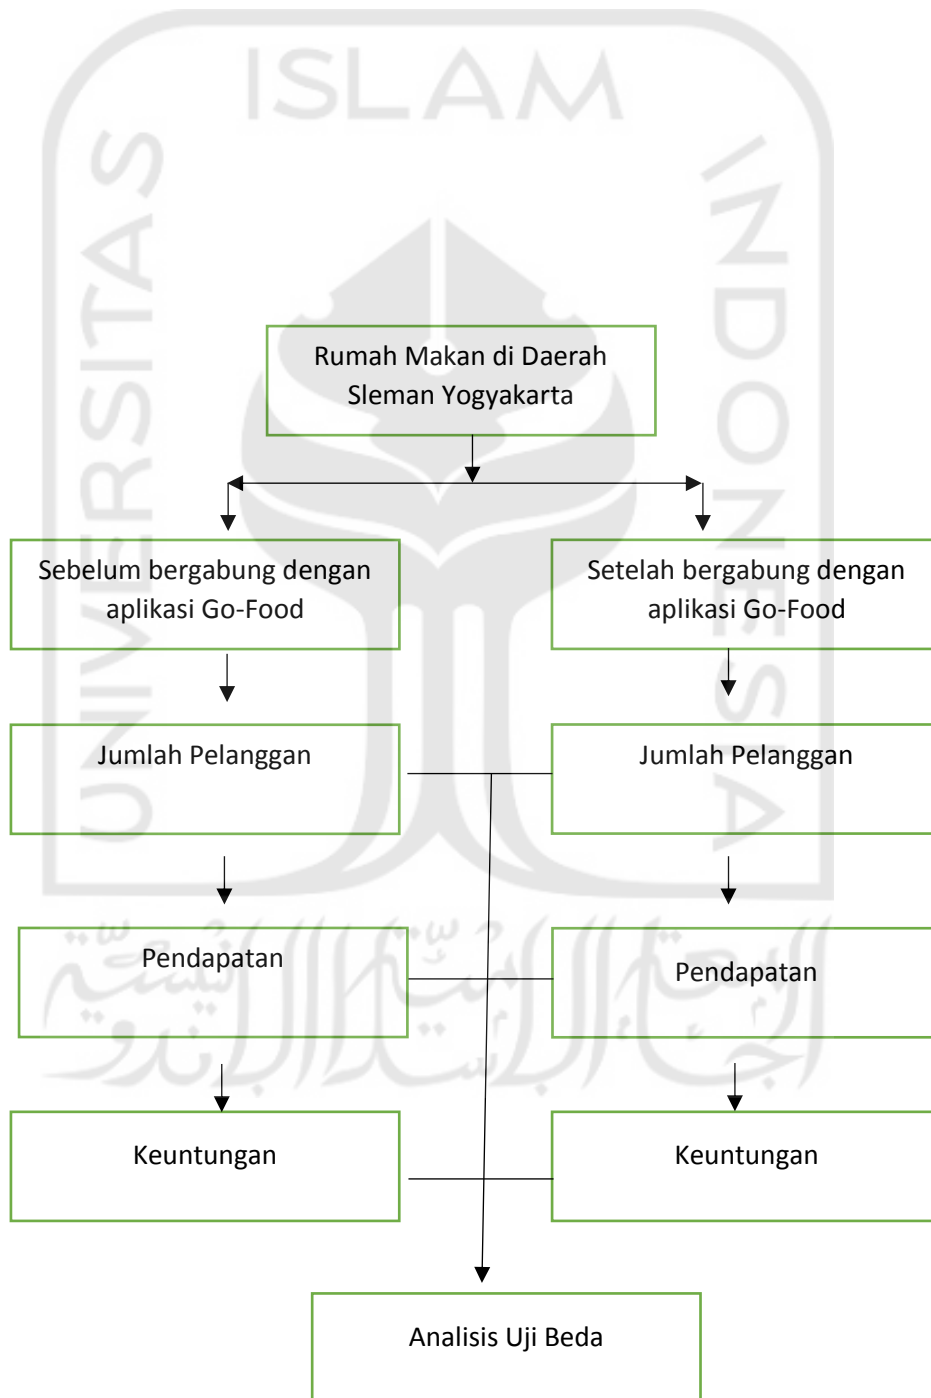 UNIVERSITAS
ISLAM
INDONESIA
Rumah Makan di Daerah
Sleman Yogyakarta
Sebelum bergabung dengan
aplikasi Go-Food
Setelah bergabung dengan
aplikasi Go-Food
Jumlah Pelanggan
Jumlah Pelanggan
Pendapatan
Pendapatan
Keuntungan
Keuntungan
Analisis Uji Beda